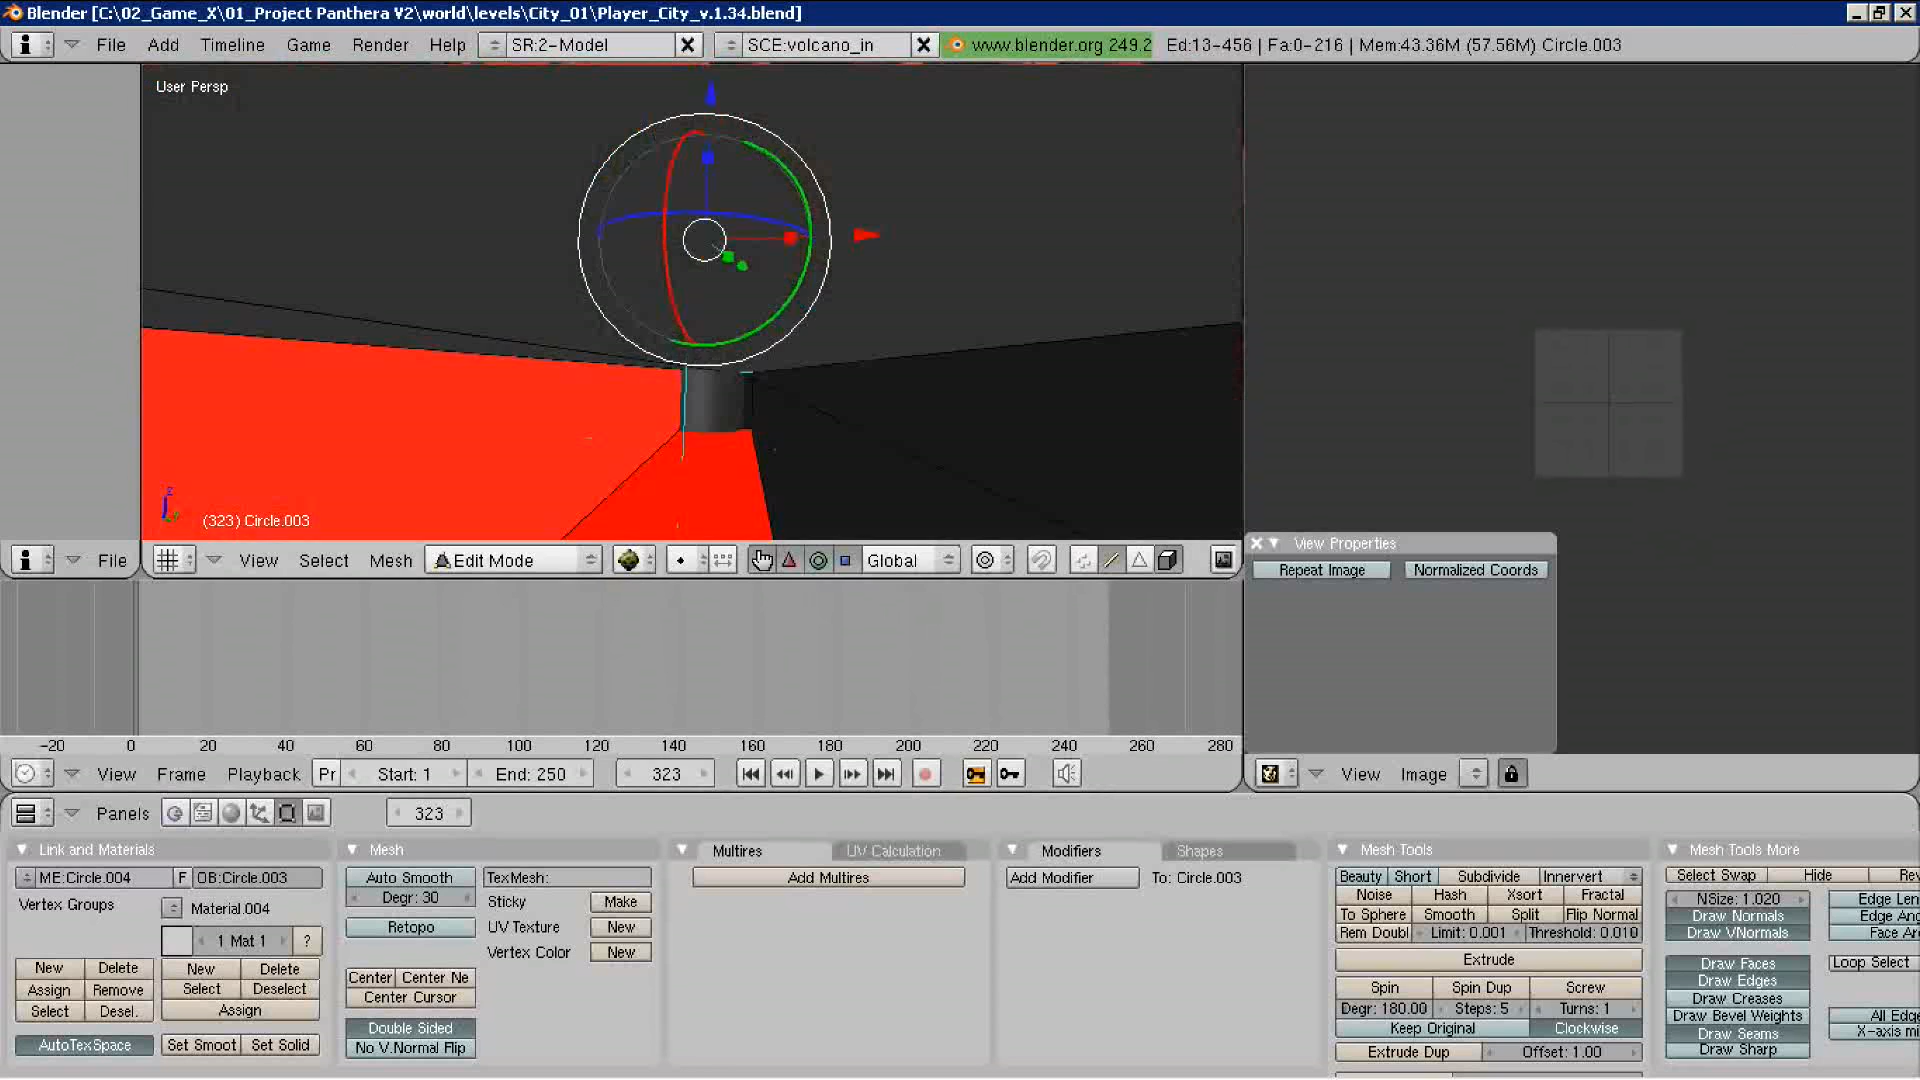 Blender [C:\02_Game_X\01_Project Panthera V2\world\levels\City_01\Player_City_v.1.34.blend]
File Add Timeline Game Render Help SR:2-Model SCE:volcano_in www.blender.org 249.2 Ed:13-456 | Fa:0-216 | Mem:43.36M (57.56M) Circle.003
User Persp
(323) Circle.003
File View Select Mesh Edit Mode Global
View Properties
Repeat Image Normalized Coords
-20 0 20 40 60 80 100 120 140 160 180 200 220 240 260 280
View Frame Playback Pr Start: 1 End: 250 323
View Image
Panels 323
Link and Materials
ME:Circle.004 F OB:Circle.003
Vertex Groups
Material.004
1 Mat 1 ?
New Delete New Delete
Assign Remove Select Deselect
Select Desel. Assign
AutoTexSpace Set Smoot Set Solid
Mesh
Auto Smooth TexMesh:
Degr: 30 Sticky Make
Retopo UV Texture New
Vertex Color New
Center Center Ne
Center Cursor
Double Sided
No V.Normal Flip
Multires UV Calculation
Add Multires
Modifiers Shapes
Add Modifier To: Circle.003
Mesh Tools
Beauty Short Subdivide Innervert
Noise Hash Xsort Fractal
To Sphere Smooth Split Flip Normal
Rem Doubl Limit: 0.001 Threshold: 0.010
Extrude
Spin Spin Dup Screw
Degr: 180.00 Steps: 5 Turns: 1
Keep Original Clockwise
Extrude Dup Offset: 1.00
Mesh Tools More
Select Swap Hide Rev
NSize: 1.020 Edge Len
Draw Normals Edge Ang
Draw VNormals Face Ar
Draw Faces Loop Select
Draw Edges
Draw Creases
Draw Bevel Weights All Edge
Draw Seams X-axis mi
Draw Sharp